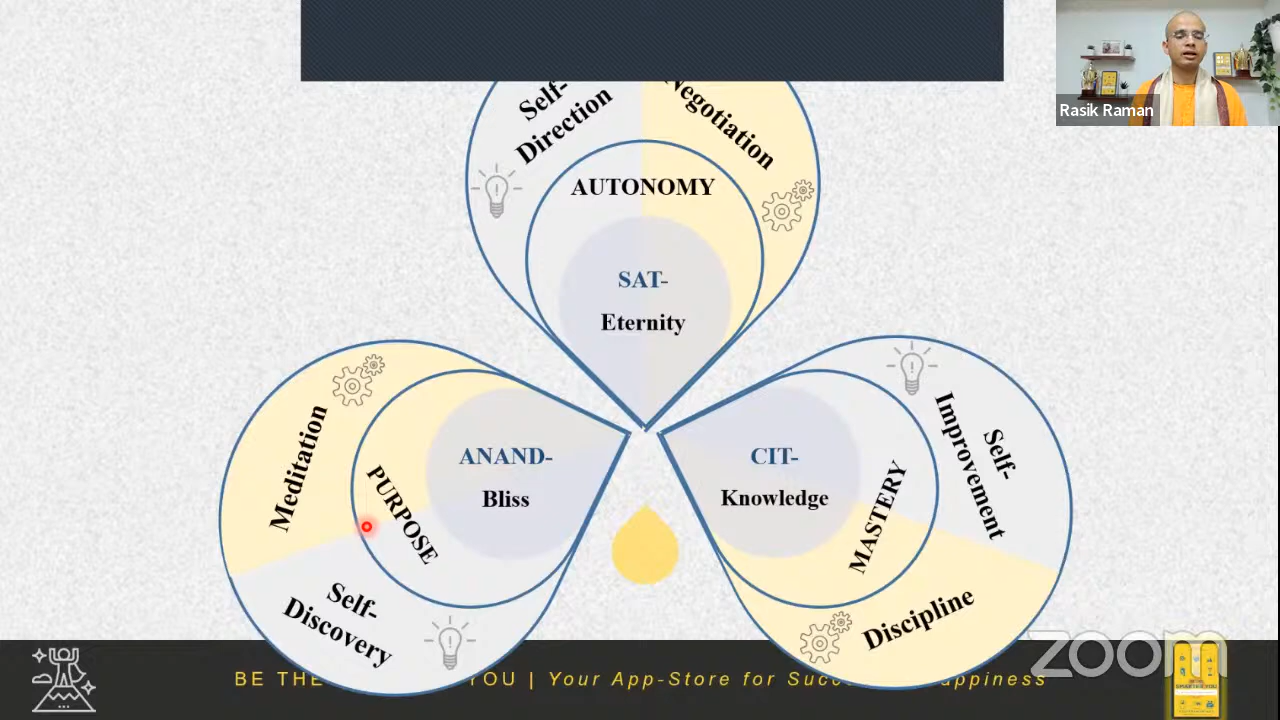 Rasik Raman
Self-
Direction
Negotiation
AUTONOMY
SAT-
Eternity
Meditation
PURPOSE
ANAND-
Bliss
Self-
Discovery
CIT-
Knowledge
MASTERY
Self-
Improvement
Discipline
BE THE YOU | Your App-Store for Succ appiness
zoom